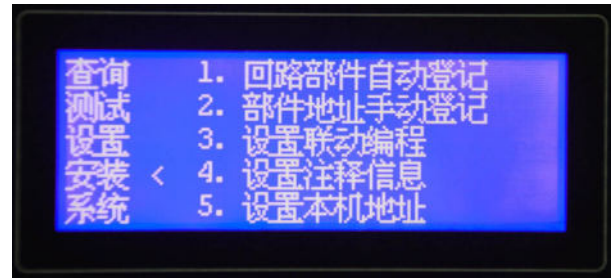 查询 1. 回路部件自动登记
测试 2. 部件地址手动登记
设置 3. 设置联动编程
安装 < 4. 设置注释信息
系统 5. 设置本机地址